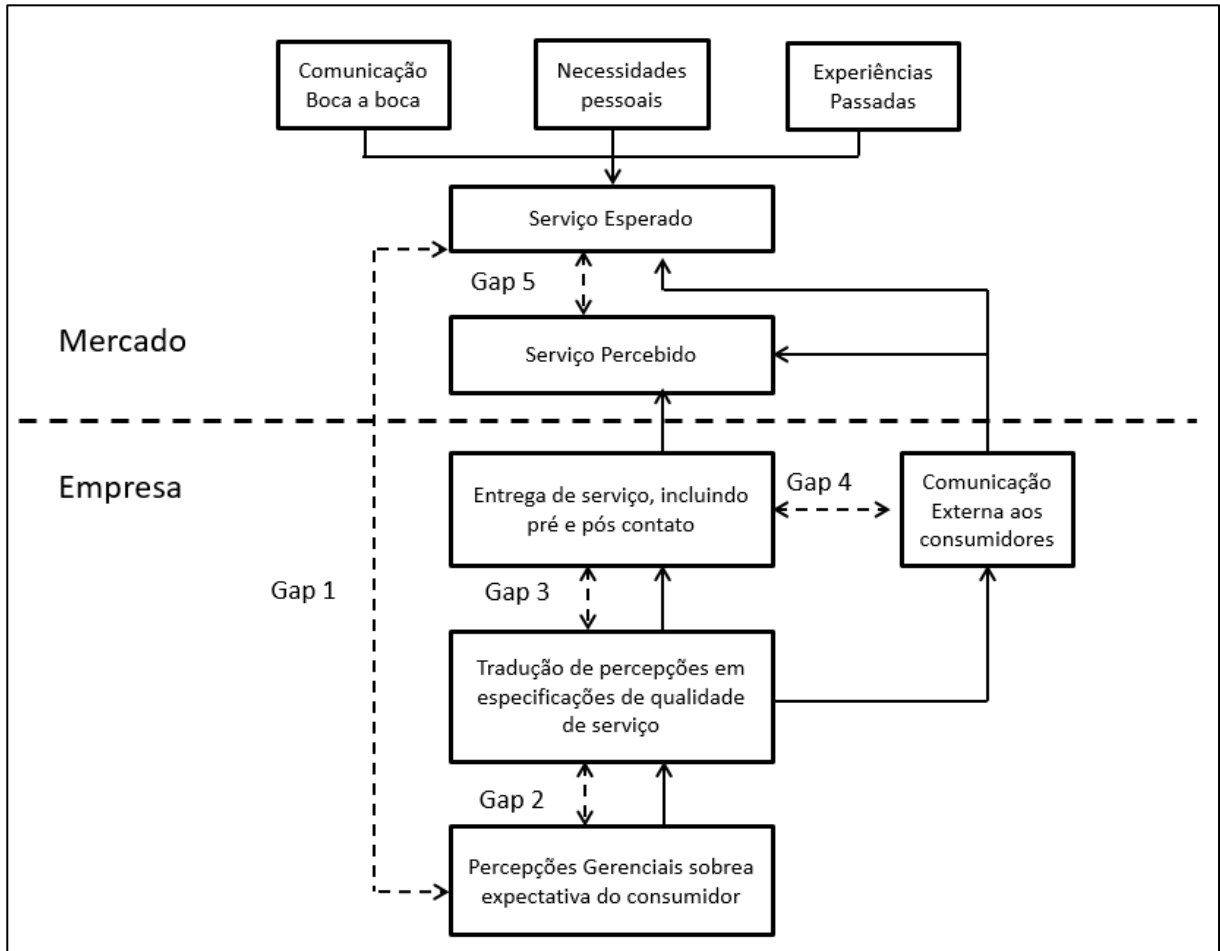 Comunicação
Boca a boca
Necessidades
pessoais
Experiências
Passadas
Serviço Esperado
Gap 5
Mercado
Serviço Percebido
Empresa
Entrega de serviço, incluindo
pré e pós contato
Gap 4
Comunicação
Externa aos
consumidores
Gap 1
Gap 3
Tradução de percepções em
especificações de qualidade
de serviço
Gap 2
Percepções Gerenciais sobrea
expectativa do consumidor